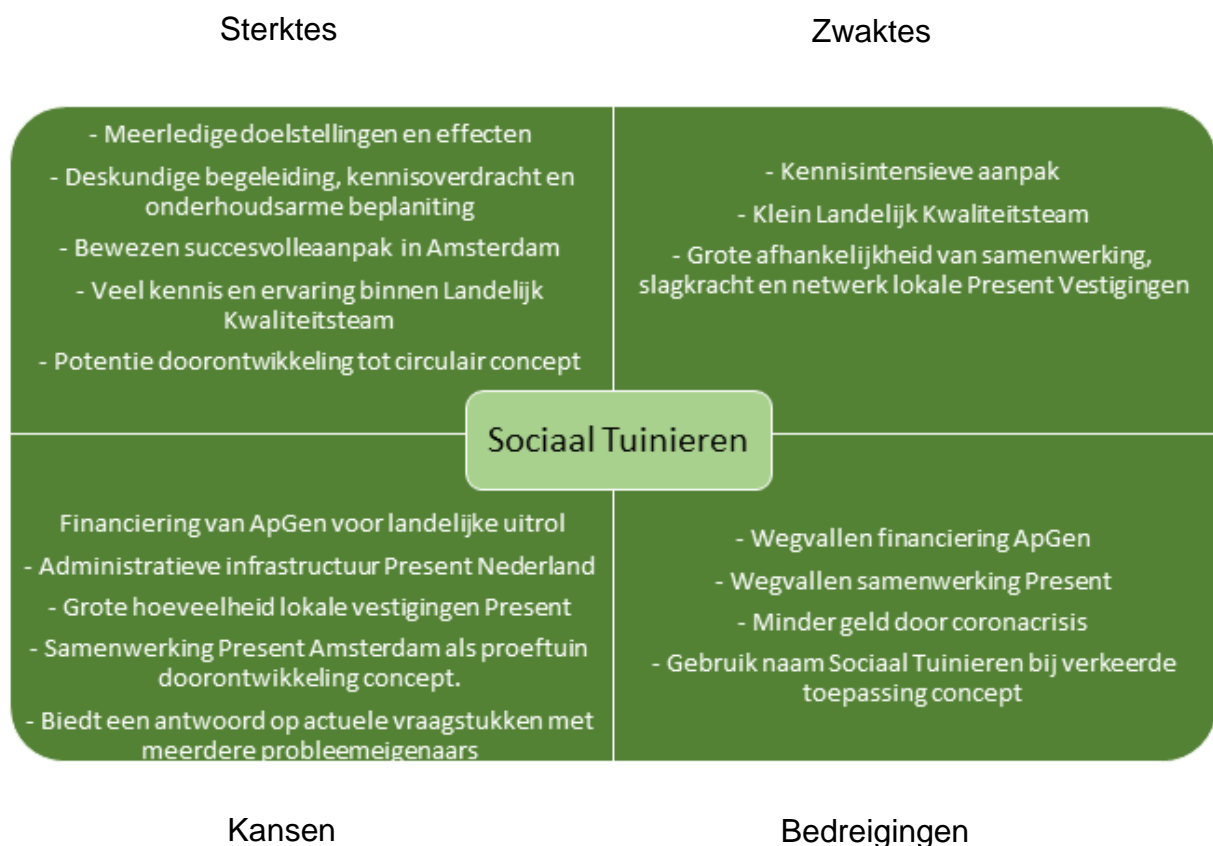 Sterktes
Zwaktes
- Meerledige doelstellingen en effecten
- Deskundige begeleiding, kennisoverdracht en
onderhoudsarme beplaniting
- Bewezen succesvolleaanpak in Amsterdam
- Veel kennis en ervaring binnen Landelijk
Kwaliteitsteam
- Potentie doorontwikkeling tot circulair concept
- Kennisintensieve aanpak
- Klein Landelijk Kwaliteitsteam
- Grote afhankelijkheid van samenwerking,
slagkracht en netwerk lokale Present Vestigingen
Sociaal Tuinieren
Financiering van ApGen voor landelijke uitrol
- Administratieve infrastructuur Present Nederland
- Grote hoeveelheid lokale vestigingen Present
- Samenwerking Present Amsterdam als proeftuin
doorontwikkeling concept.
- Biedt een antwoord op actuele vraagstukken met
meerdere probleemeigenaars
- Wegvallen financiering ApGen
- Wegvallen samenwerking Present
- Minder geld door coronacrisis
- Gebruik naam Sociaal Tuinieren bij verkeerde
toepassing concept
Kansen
Bedreigingen